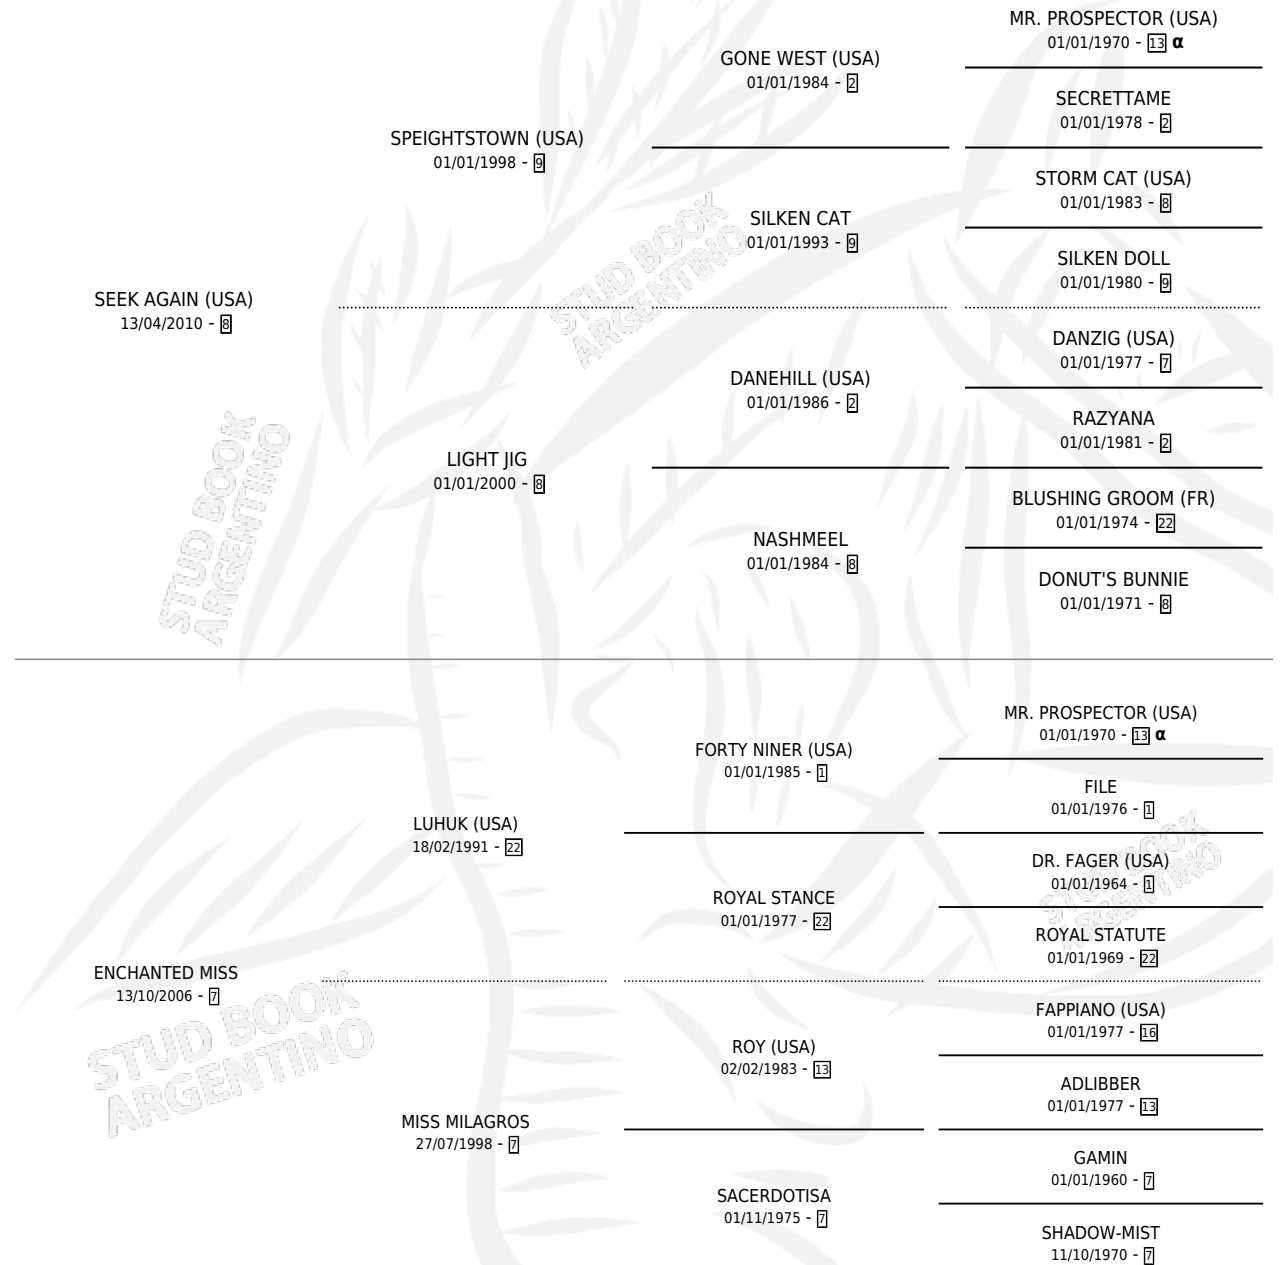 MR. PROSPECTOR (USA)
01/01/1970 - 13 α
GONE WEST (USA)
01/01/1984 - 2
SECRETTAME
01/01/1978 - 2
SPEIGHTSTOWN (USA)
01/01/1998 - 9
STORM CAT (USA)
01/01/1983 - 8
SILKEN CAT
01/01/1993 - 9
SILKEN DOLL
01/01/1980 - 9
STUD BOOK
ARGENTINO
SEEK AGAIN (USA)
13/04/2010 - 8
DANZIG (USA)
01/01/1977 - 7
DANEHILL (USA)
01/01/1986 - 2
RAZYANA
01/01/1981 - 2
LIGHT JIG
01/01/2000 - 8
BLUSHING GROOM (FR)
01/01/1974 - 22
NASHMEEL
01/01/1984 - 8
DONUT'S BUNNIE
01/01/1971 - 8
STUD BOOK
ARGENTINO
MR. PROSPECTOR (USA)
01/01/1970 - 13 α
FORTY NINER (USA)
01/01/1985 - 1
FILE
01/01/1976 - 1
LUHUK (USA)
18/02/1991 - 22
DR. FAGER (USA)
01/01/1964 - 1
ROYAL STANCE
01/01/1977 - 22
ROYAL STATUTE
01/01/1969 - 22
STUD BOOK
ARGENTINO
ENCHANTED MISS
13/10/2006 - 7
FAPPIANO (USA)
01/01/1977 - 16
ROY (USA)
02/02/1983 - 13
ADLIBBER
01/01/1977 - 13
MISS MILAGROS
27/07/1998 - 7
GAMIN
01/01/1960 - 7
SACERDOTISA
01/11/1975 - 7
SHADOW-MIST
11/10/1970 - 7
STUD BOOK
ARGENTINO